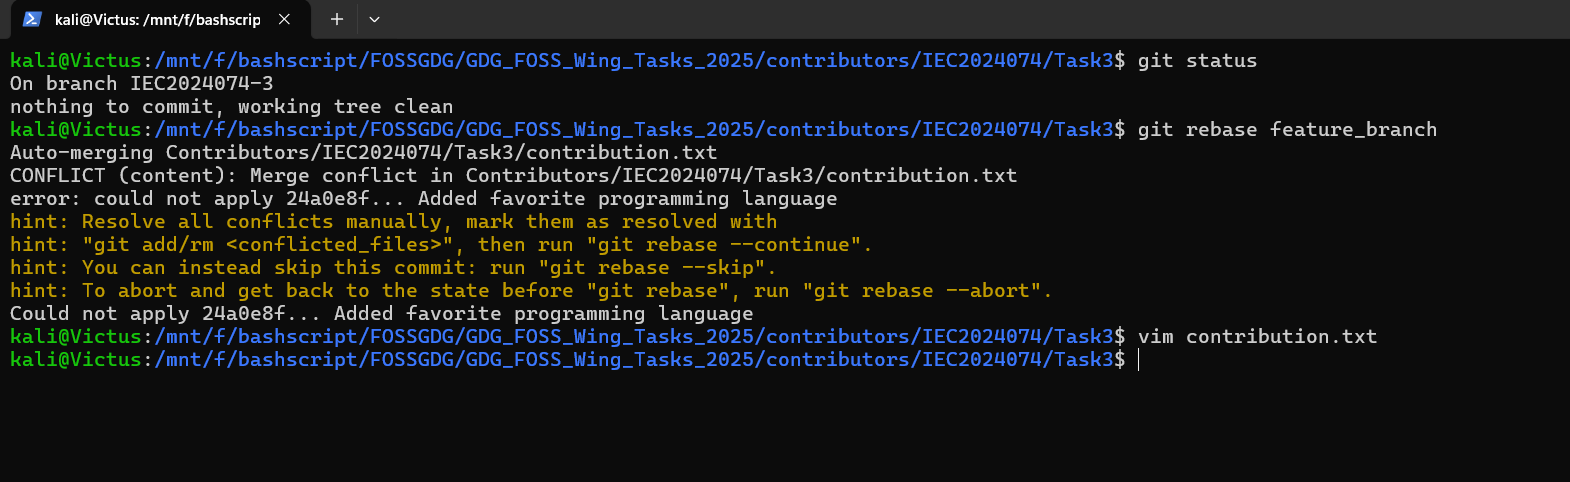 kali@Victus: /mnt/f/bashscrip
kali@Victus:/mnt/f/bashscript/FOSSGDG/GDG_FOSS_Wing_Tasks_2025/contributors/IEC2024074/Task3$ git status
On branch IEC2024074-3
nothing to commit, working tree clean
kali@Victus:/mnt/f/bashscript/FOSSGDG/GDG_FOSS_Wing_Tasks_2025/contributors/IEC2024074/Task3$ git rebase feature_branch
Auto-merging Contributors/IEC2024074/Task3/contribution.txt
CONFLICT (content): Merge conflict in Contributors/IEC2024074/Task3/contribution.txt
error: could not apply 24a0e8f... Added favorite programming language
hint: Resolve all conflicts manually, mark them as resolved with
hint: "git add/rm <conflicted_files>", then run "git rebase --continue".
hint: You can instead skip this commit: run "git rebase --skip".
hint: To abort and get back to the state before "git rebase", run "git rebase --abort".
Could not apply 24a0e8f... Added favorite programming language
kali@Victus:/mnt/f/bashscript/FOSSGDG/GDG_FOSS_Wing_Tasks_2025/contributors/IEC2024074/Task3$ vim contribution.txt
kali@Victus:/mnt/f/bashscript/FOSSGDG/GDG_FOSS_Wing_Tasks_2025/contributors/IEC2024074/Task3$